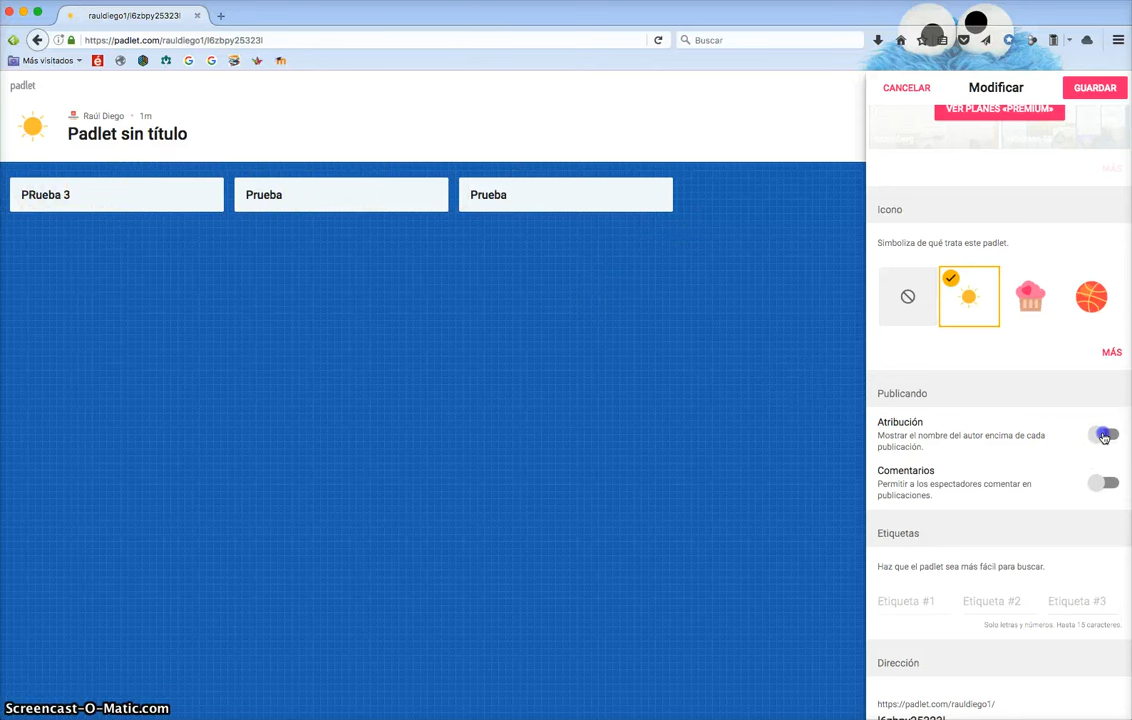 rauldiego1/l6zbpy25323l
https://padlet.com/rauldiego1/l6zbpy25323l
Buscar
Más visitados
padlet
Raúl Diego · 1m
Padlet sin título
PRueba 3
Prueba
Prueba
CANCELAR
Modificar
GUARDAR
VER PLANES «PREMIUM»
MÁS
Icono
Simboliza de qué trata este padlet.
MÁS
Publicando
Atribución
Mostrar el nombre del autor encima de cada
publicación.
Comentarios
Permitir a los espectadores comentar en
publicaciones.
Etiquetas
Haz que el padlet sea más fácil para buscar.
Etiqueta #1 Etiqueta #2 Etiqueta #3
Solo letras y números. Hasta 15 caracteres.
Dirección
https://padlet.com/rauldiego1/
l6zbpy25323l
Screencast-O-Matic.com